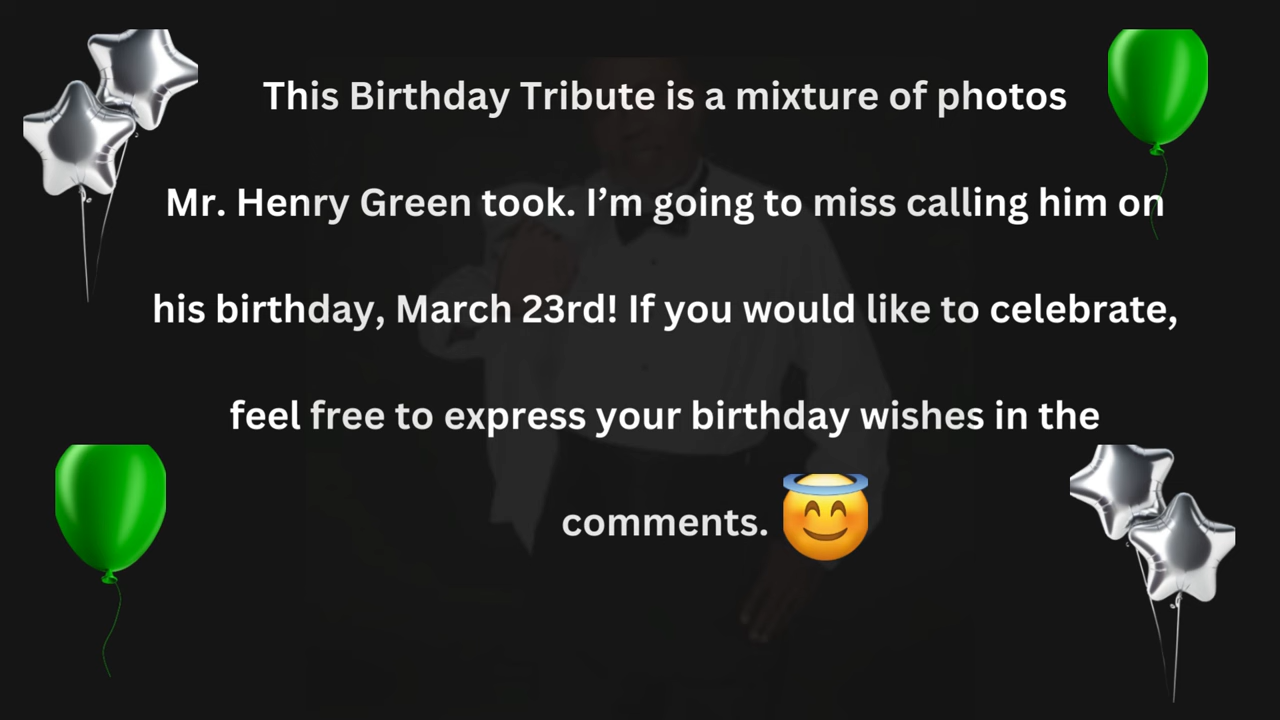 This Birthday Tribute is a mixture of photos
Mr. Henry Green took. I’m going to miss calling him on
his birthday, March 23rd! If you would like to celebrate,
feel free to express your birthday wishes in the
comments. 😇